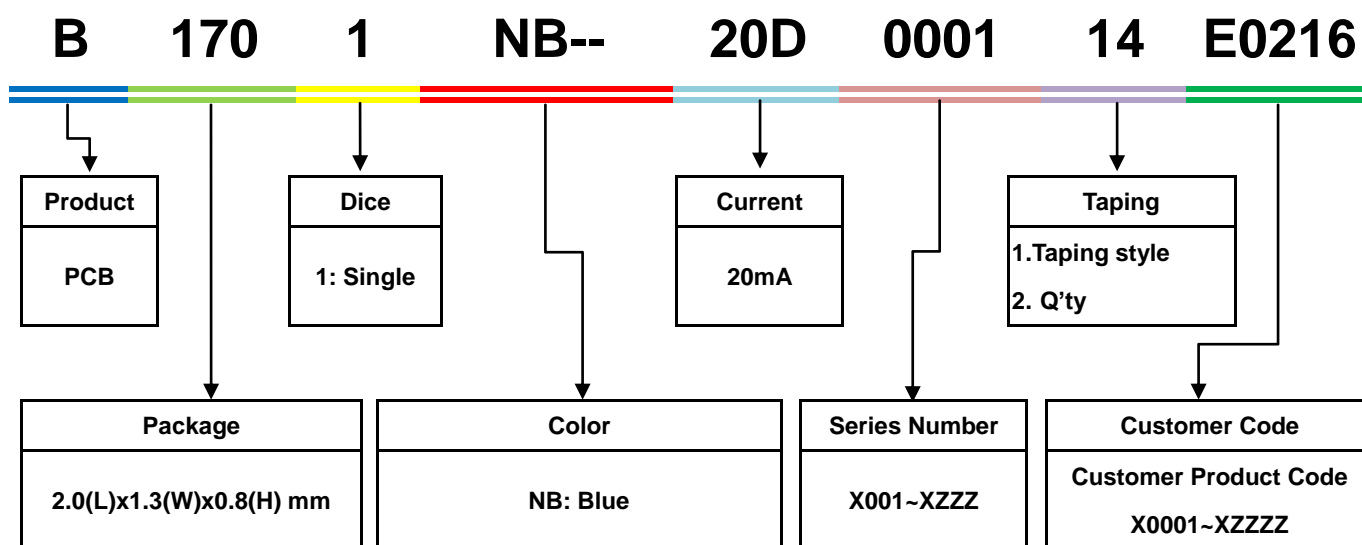 B 170 1 NB-- 20D 0001 14 E0216
Product
PCB
Dice
1: Single
Current
20mA
Taping
1.Taping style
2. Q’ty
Package
2.0(L)x1.3(W)x0.8(H) mm
Color
NB: Blue
Series Number
X001~XZZZ
Customer Code
Customer Product Code
X0001~XZZZZ